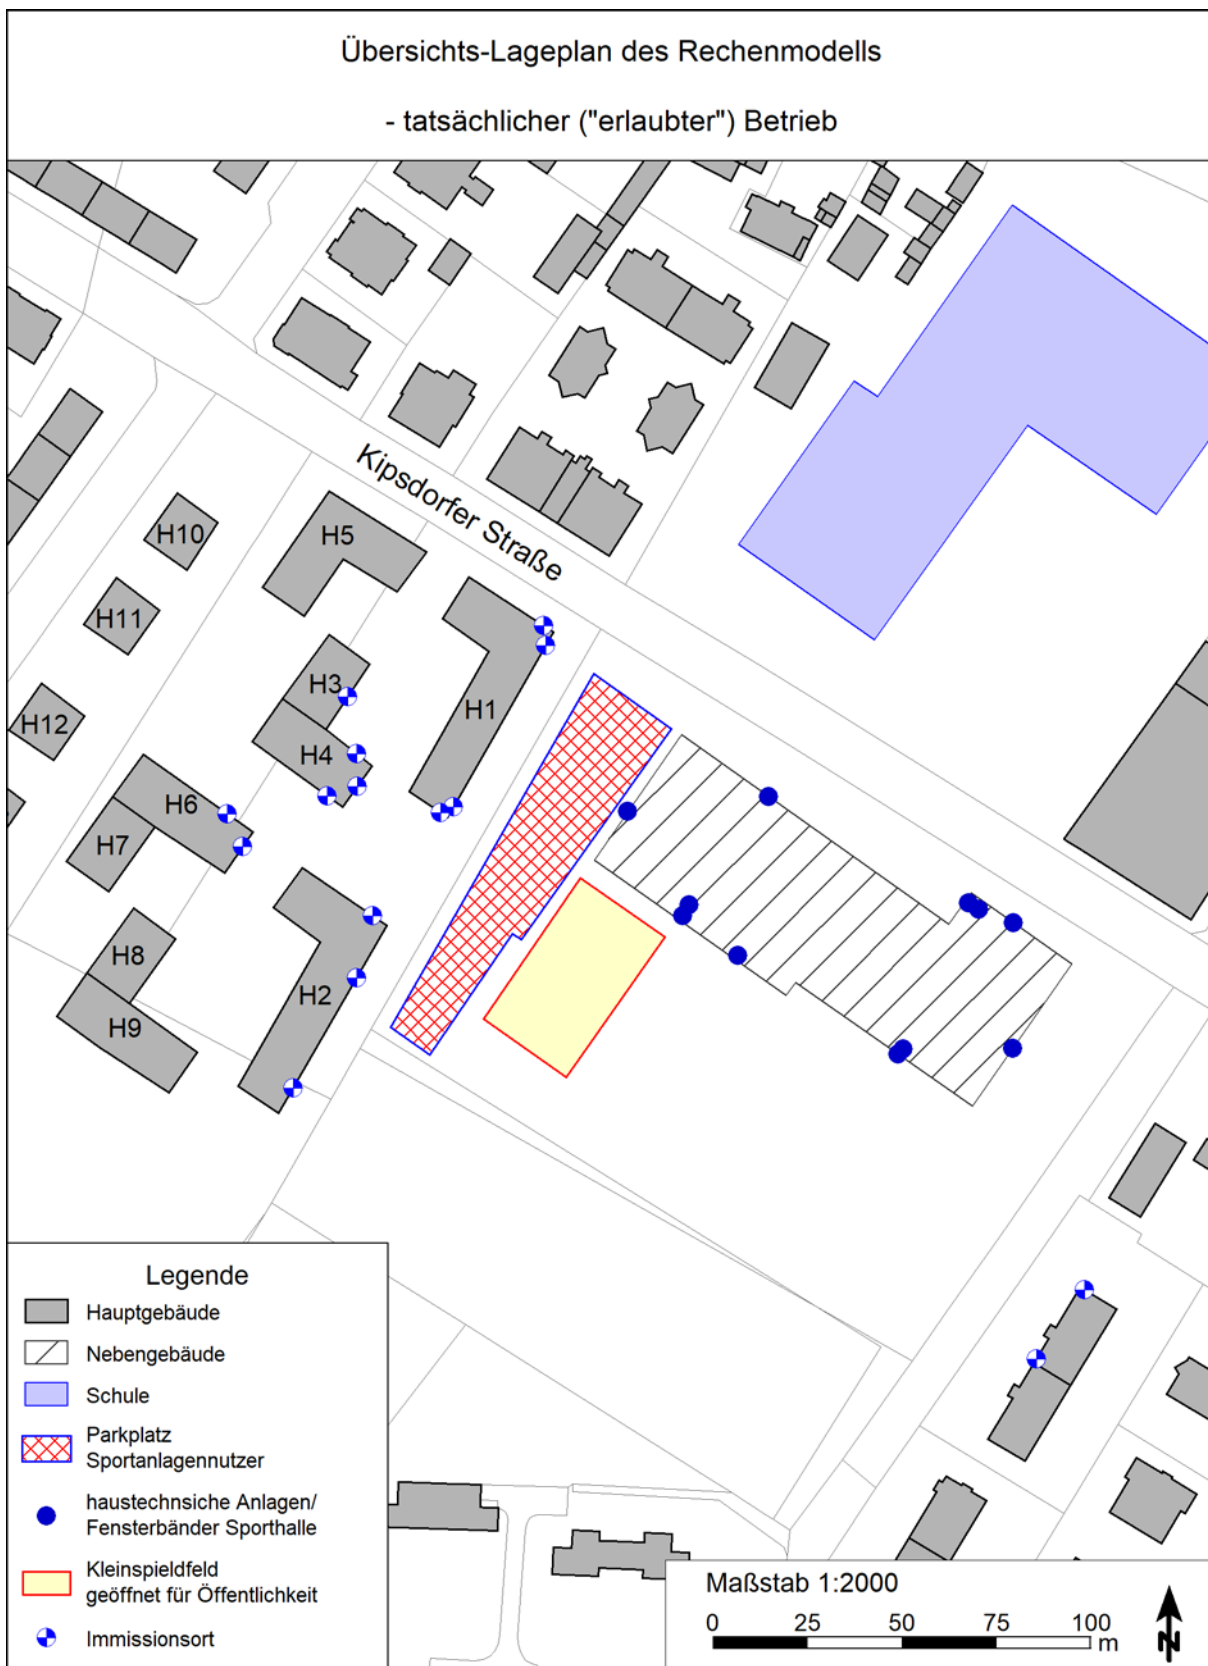 Übersichts-Lageplan des Rechenmodells
- tatsächlicher ("erlaubter") Betrieb
Kipsdorfer Straße
H10
H5
H11
H3
H1
H12
H4
H6
H7
H8
H2
H9
Legende
Hauptgebäude
Nebengebäude
Schule
Parkplatz
Sportanlagennutzer
haustechnsiche Anlagen/
Fensterbänder Sporthalle
Kleinspieldfeld
geöffnet für Öffentlichkeit
Immissionsort
Maßstab 1:2000
0 25 50 75 100
m
N